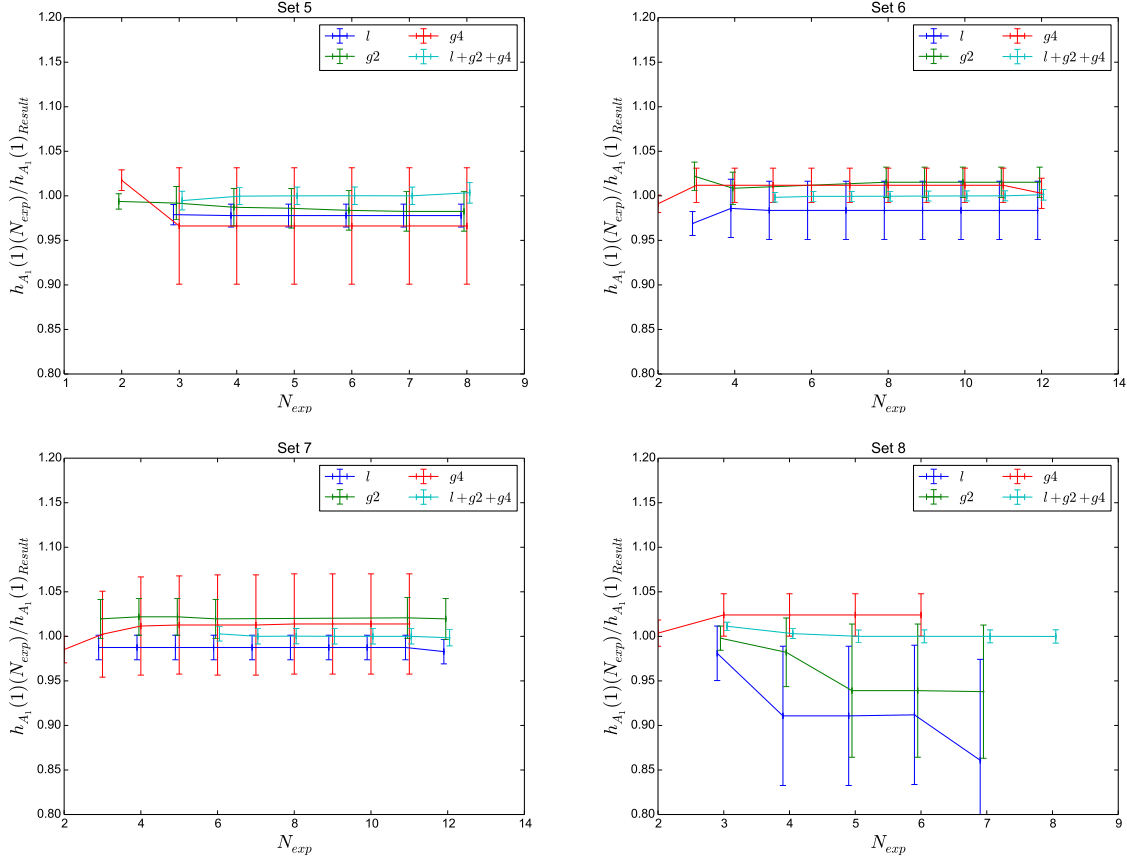 Set 5
l g4
g2 l+g2+g4
h_{A_1}(1)(N_{exp})/h_{A_1}(1)_{Result}
1.20
1.15
1.10
1.05
1.00
0.95
0.90
0.85
0.80
1 2 3 4 5 6 7 8 9
N_{exp}
Set 6
l g4
g2 l+g2+g4
h_{A_1}(1)(N_{exp})/h_{A_1}(1)_{Result}
1.20
1.15
1.10
1.05
1.00
0.95
0.90
0.85
0.80
2 4 6 8 10 12 14
N_{exp}
Set 7
l g4
g2 l+g2+g4
h_{A_1}(1)(N_{exp})/h_{A_1}(1)_{Result}
1.20
1.15
1.10
1.05
1.00
0.95
0.90
0.85
0.80
2 4 6 8 10 12 14
N_{exp}
Set 8
l g4
g2 l+g2+g4
h_{A_1}(1)(N_{exp})/h_{A_1}(1)_{Result}
1.20
1.15
1.10
1.05
1.00
0.95
0.90
0.85
0.80
2 3 4 5 6 7 8 9
N_{exp}